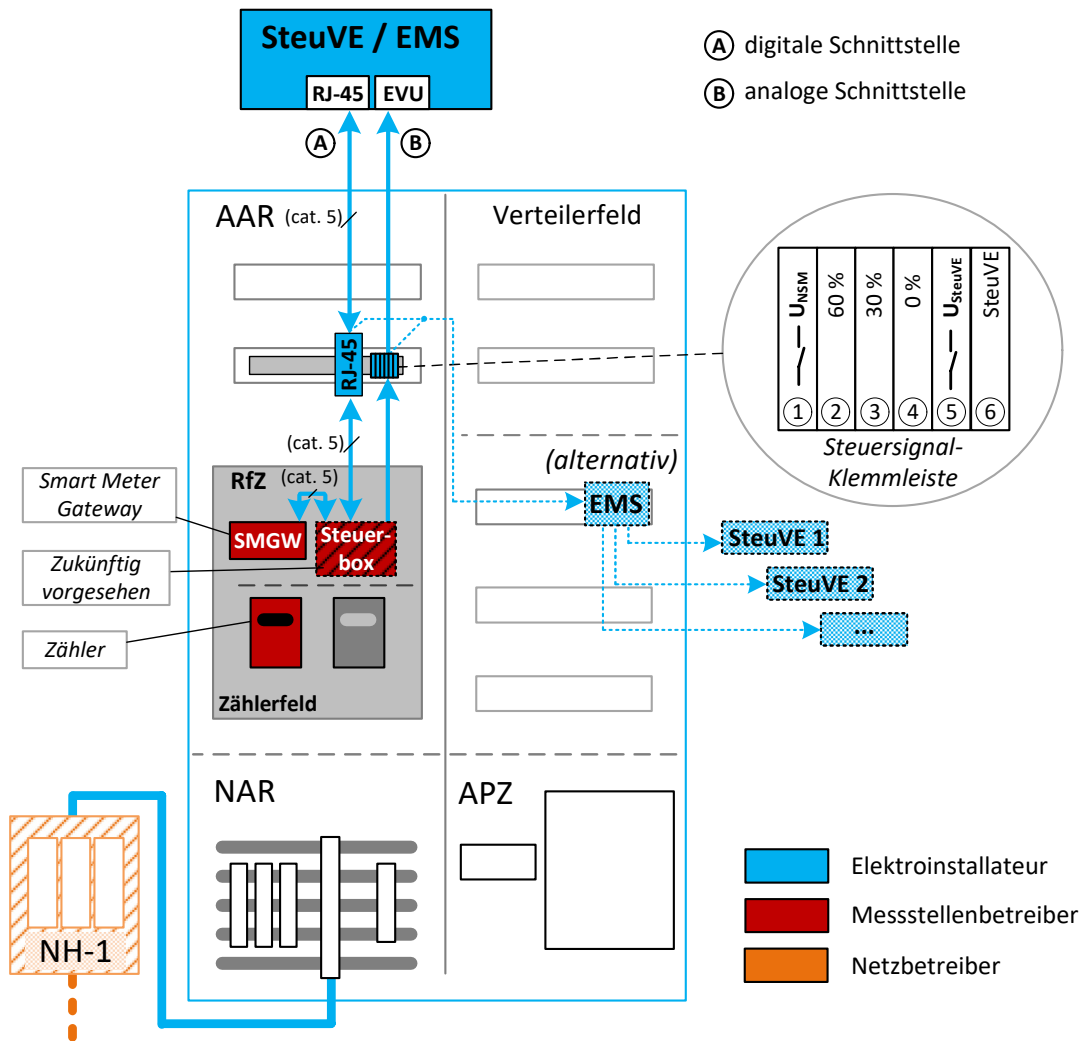 SteuVE / EMS
RJ-45
EVU
A digitale Schnittstelle
B analoge Schnittstelle
A
B
AAR
(cat. 5)
Verteilerfeld
RJ-45
U_NSM
60 %
30 %
0 %
U_SteuVE
SteuVE
1
2
3
4
5
6
Steuersignal-
Klemmleiste
(cat. 5)
(alternativ)
EMS
RfZ
(cat. 5)
Smart Meter
Gateway
SMGW
Steuer-
box
Zukünftig
vorgesehen
SteuVE 1
SteuVE 2
...
Zähler
Zählerfeld
NAR
APZ
NH-1
Elektroinstallateur
Messstellenbetreiber
Netzbetreiber